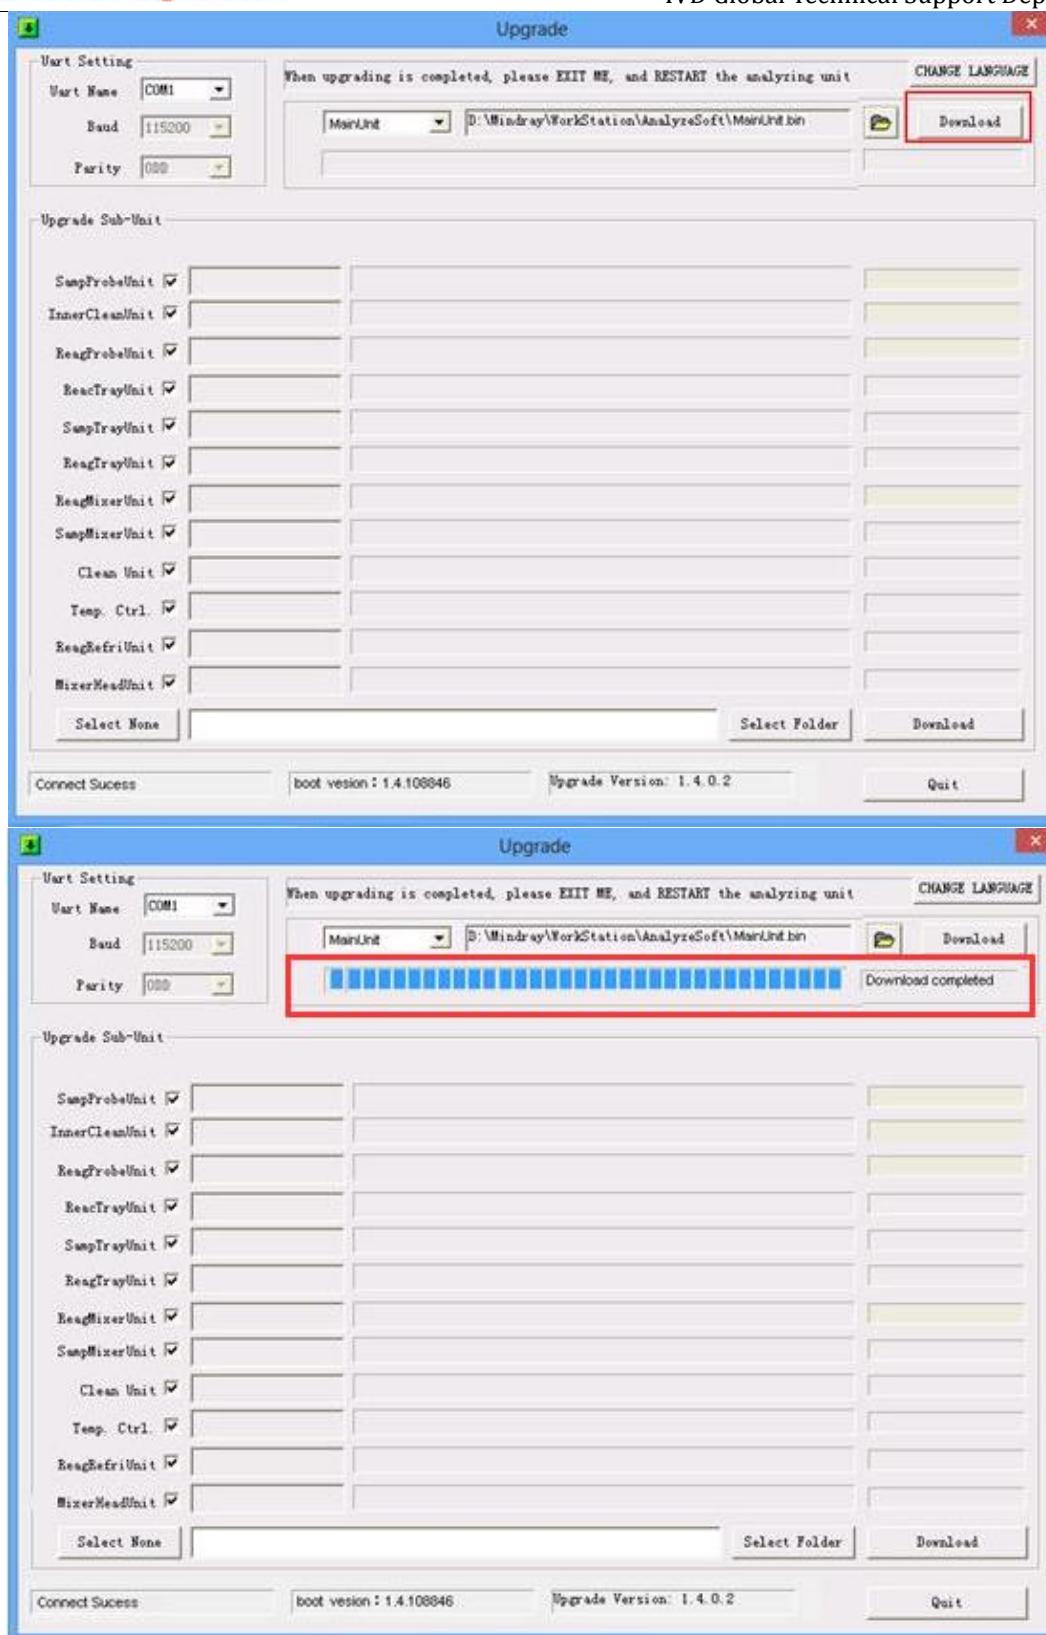 IVD Global Technical Support Dep
Upgrade
Uart Setting
Uart Name COM1
When upgrading is completed, please EXIT ME, and RESTART the analyzing unit
CHANGE LANGUAGE
Baud 115200
MainUnit D:\Mindray\WorkStation\AnalyzeSoft\MainUnit.bin Download
Parity ODD
Upgrade Sub-Unit
SampProbeUnit
InnerCleanUnit
ReagProbeUnit
ReacTrayUnit
SampTrayUnit
ReagTrayUnit
ReagMixerUnit
SampMixerUnit
Clean Unit
Temp. Ctrl.
ReagRefriUnit
MixerHeadUnit
Select None Select Folder Download
Connect Sucess boot vesion : 1.4.108846 Upgrade Version: 1.4.0.2 Quit
Upgrade
Uart Setting
Uart Name COM1
When upgrading is completed, please EXIT ME, and RESTART the analyzing unit
CHANGE LANGUAGE
Baud 115200
MainUnit D:\Mindray\WorkStation\AnalyzeSoft\MainUnit.bin Download
Parity ODD
Download completed
Upgrade Sub-Unit
SampProbeUnit
InnerCleanUnit
ReagProbeUnit
ReacTrayUnit
SampTrayUnit
ReagTrayUnit
ReagMixerUnit
SampMixerUnit
Clean Unit
Temp. Ctrl.
ReagRefriUnit
MixerHeadUnit
Select None Select Folder Download
Connect Sucess boot vesion : 1.4.108846 Upgrade Version: 1.4.0.2 Quit